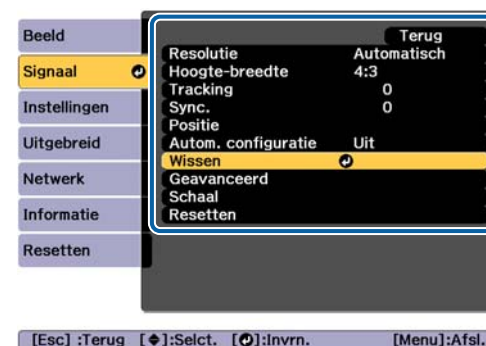 Beeld
Signaal
Instellingen
Uitgebreid
Netwerk
Informatie
Resetten
Terug
Resolutie Automatisch
Hoogte-breedte 4:3
Tracking 0
Sync. 0
Positie
Autom. configuratie Uit
Wissen
Geavanceerd
Schaal
Resetten
[Esc] :Terug [◆]:Selct. [↵]:Invrn. [Menu]:Afsl.